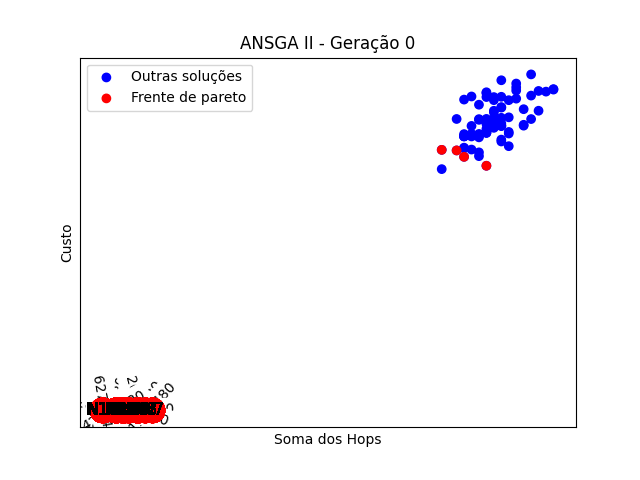 ANSGA II - Geração 0
Outras soluções
Frente de pareto
Custo
Soma dos Hops